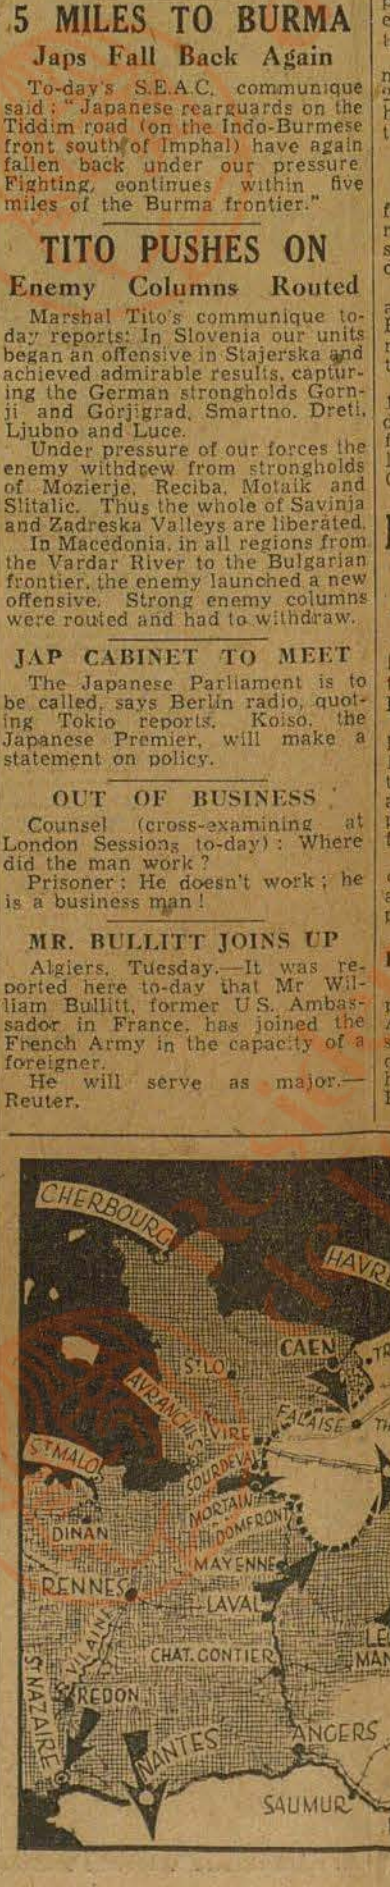 5 MILES TO BURMA
Japs Fall Back Again
To-day's S.E.A.C. communique
said : "Japanese rearguards on the
Tiddim road (on the Indo-Burmese
front south of Imphal) have again
fallen back under our pressure.
Fighting continues within five
miles of the Burma frontier."
TITO PUSHES ON
Enemy Columns Routed
Marshal Tito's communique to-
day reports: In Slovenia our units
began an offensive in Stajerska and
achieved admirable results, captur-
ing the German strongholds Gorn-
ji and Gorjigrad, Smartno, Dreti,
Ljubno and Luce.
Under pressure of our forces the
enemy withdrew from strongholds
of Mozierje, Reciba, Motaik and
Slitalic. Thus the whole of Savinja
and Zadreska Valleys are liberated.
In Macedonia, in all regions from
the Vardar River to the Bulgarian
frontier, the enemy launched a new
offensive. Strong enemy columns
were routed and had to withdraw.
JAP CABINET TO MEET
The Japanese Parliament is to
be called, says Berlin radio, quot-
ing Tokio reports. Koiso, the
Japanese Premier, will make a
statement on policy.
OUT OF BUSINESS
Counsel (cross-examining at
London Sessions to-day) : Where
did the man work ?
Prisoner : He doesn't work ; he
is a business man !
MR. BULLITT JOINS UP
Algiers, Tuesday.—It was re-
ported here to-day that Mr Wil-
liam Bullitt, former U S. Ambas-
sador in France, has joined the
French Army in the capacity of a
foreigner.
He will serve as major.—
Reuter.
CHERBOURG
HAVR
CAEN
TR
ST LO
AVRANCHES
FALAISE
VIRE
ST MALO
SOURDEVAL
MORTAIN
DOMFRONT
DINAN
MAYENNE
RENNES
LAVAL
VILAINE
CHAT. GONTIER
LE
MAN
ST NAZAIRE
REDON
NANTES
ANGERS
SAUMUR